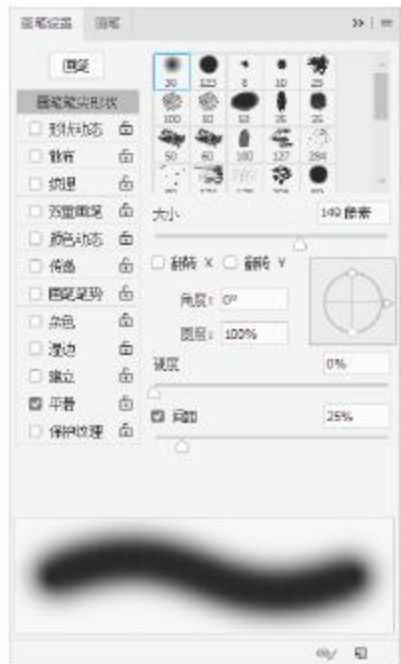 画笔设置 画笔
画笔
30 123 8 10 25
画笔笔尖形状
100 10 50 25 25
形状动态
散布
50 60 100 127 284
纹理
双重画笔
大小 149 像素
颜色动态
传递
翻转 X 翻转 Y
画笔笔势
角度: 0°
杂色
圆度: 100%
湿边
硬度 0%
建立
平滑
间距 25%
保护纹理